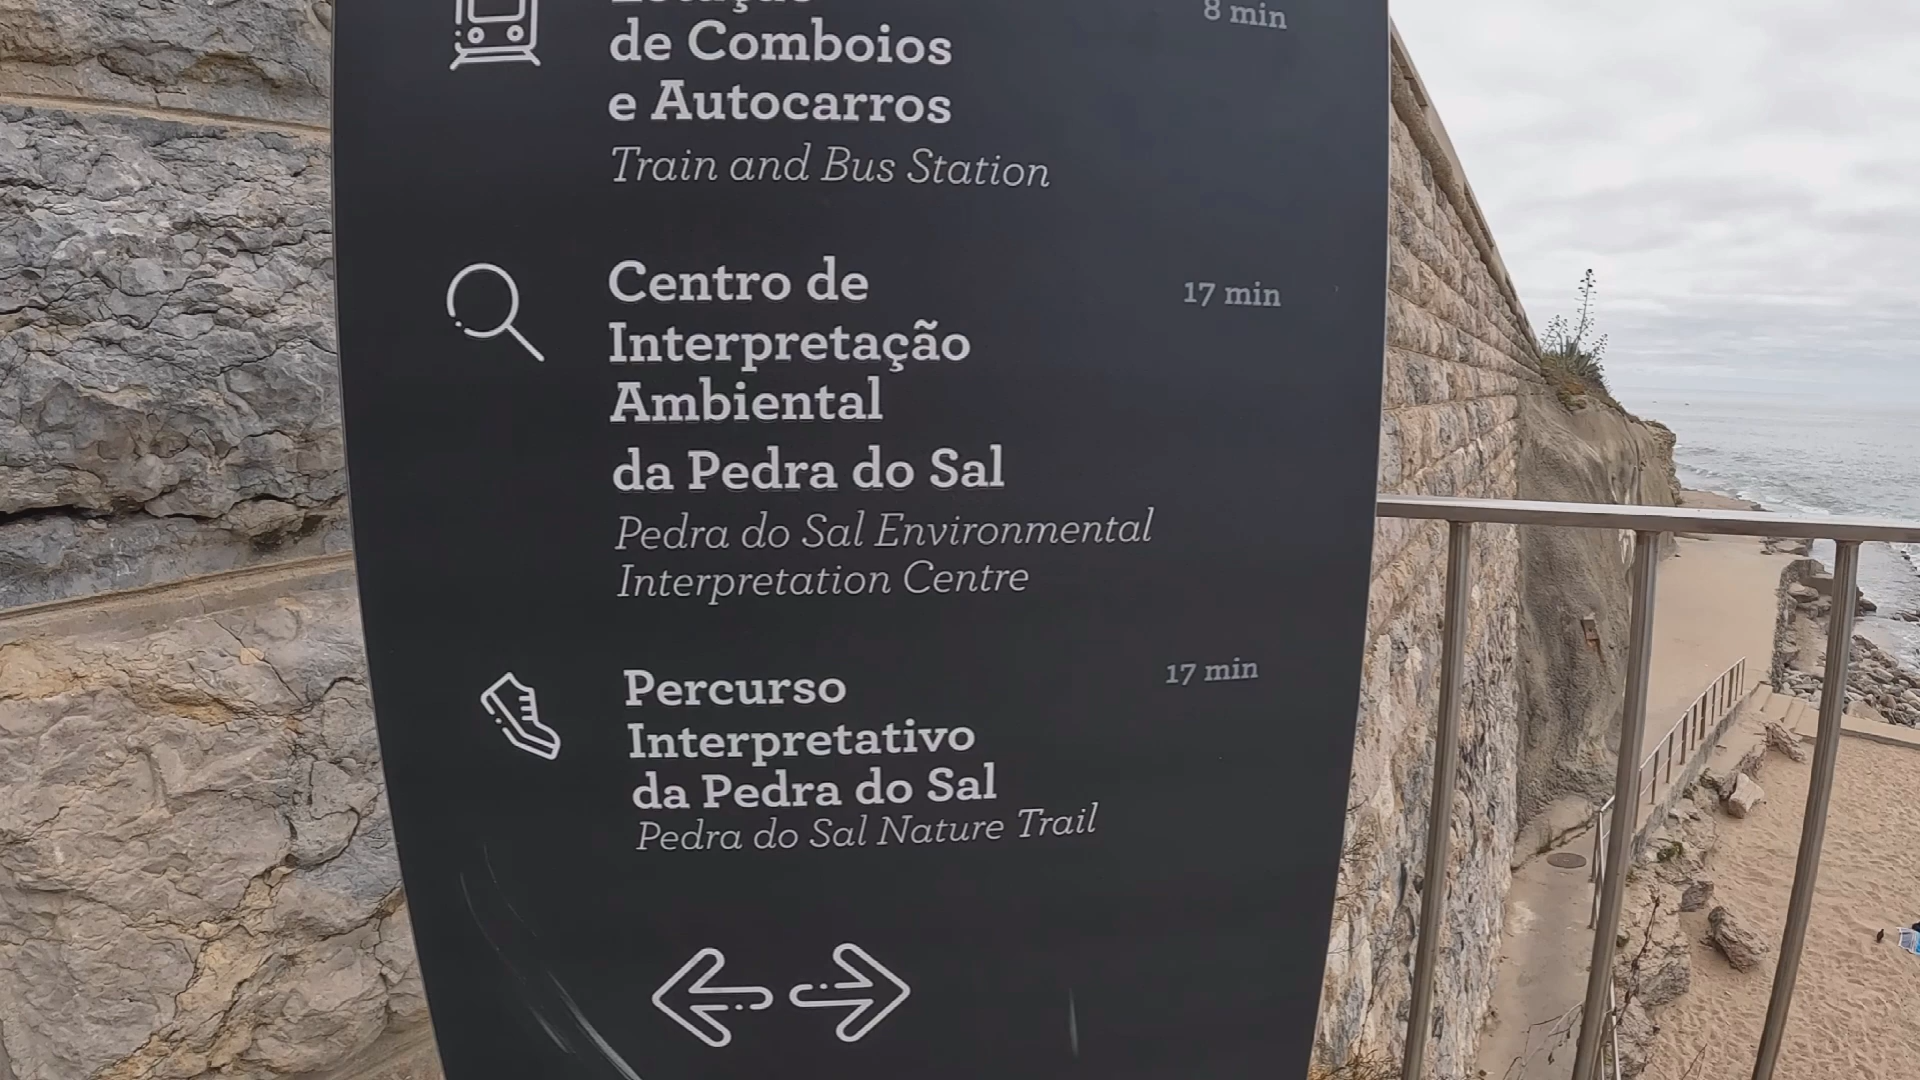 8 min
de Comboios
e Autocarros
Train and Bus Station
Centro de
17 min
Interpretação
Ambiental
da Pedra do Sal
Pedra do Sal Environmental
Interpretation Centre
Percurso
17 min
Interpretativo
da Pedra do Sal
Pedra do Sal Nature Trail